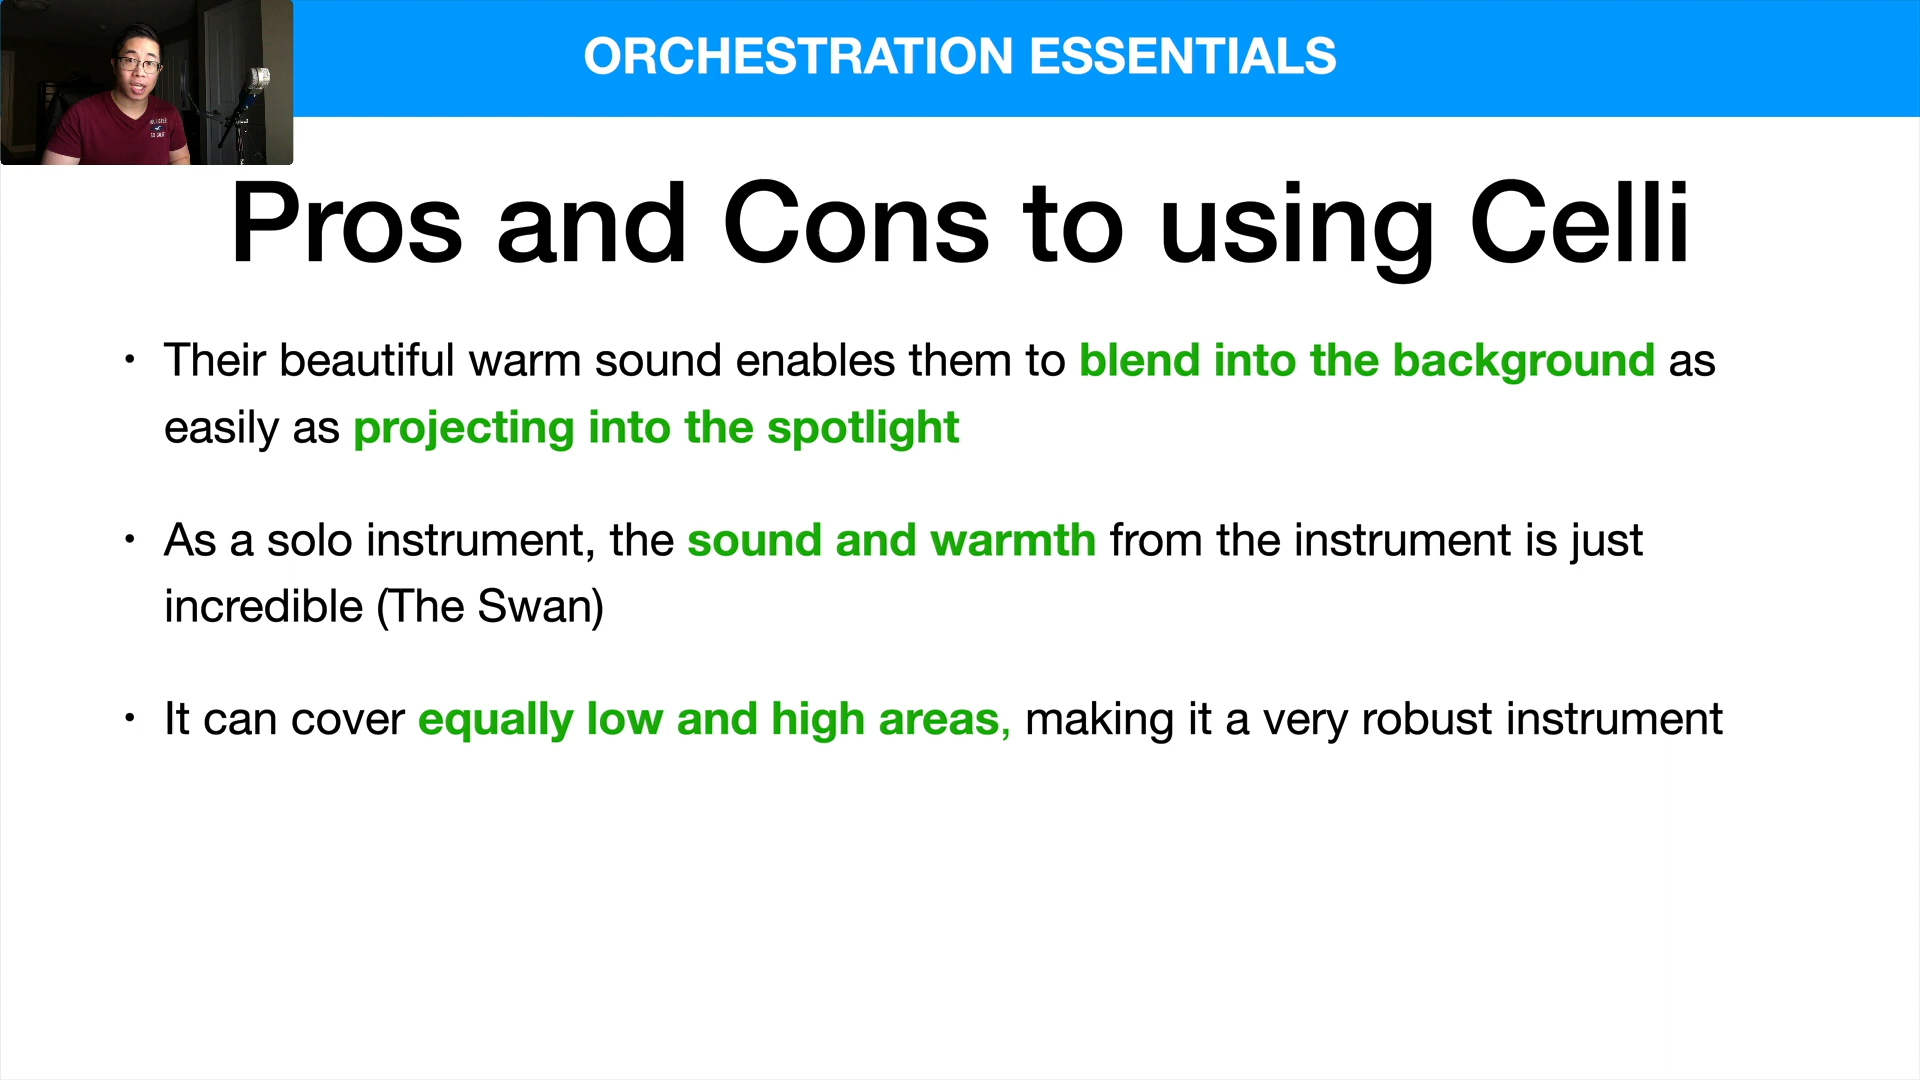 ORCHESTRATION ESSENTIALS
Pros and Cons to using Celli
• Their beautiful warm sound enables them to blend into the background as
easily as projecting into the spotlight
• As a solo instrument, the sound and warmth from the instrument is just
incredible (The Swan)
• It can cover equally low and high areas, making it a very robust instrument